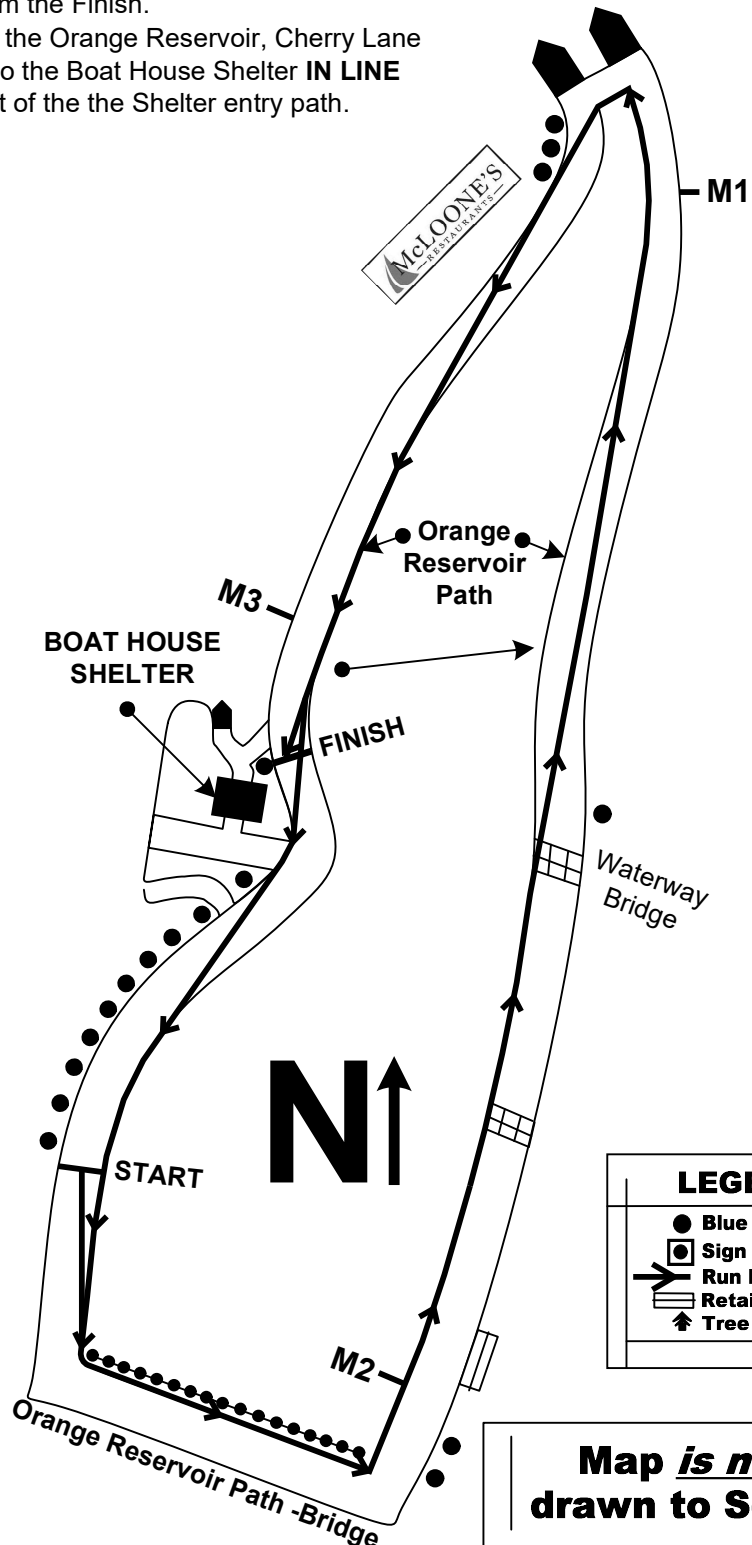 m the Finish.
the Orange Reservoir, Cherry Lane
o the Boat House Shelter IN LINE
t of the the Shelter entry path.
McLOONE'S
RESTAURANTS
M1
Orange
Reservoir
Path
M3
BOAT HOUSE
SHELTER
FINISH
Waterway
Bridge
N
START
LEGE
Blue
Sign
Run
Retai
Tree
M2
Orange Reservoir Path -Bridge
Map is n
drawn to S